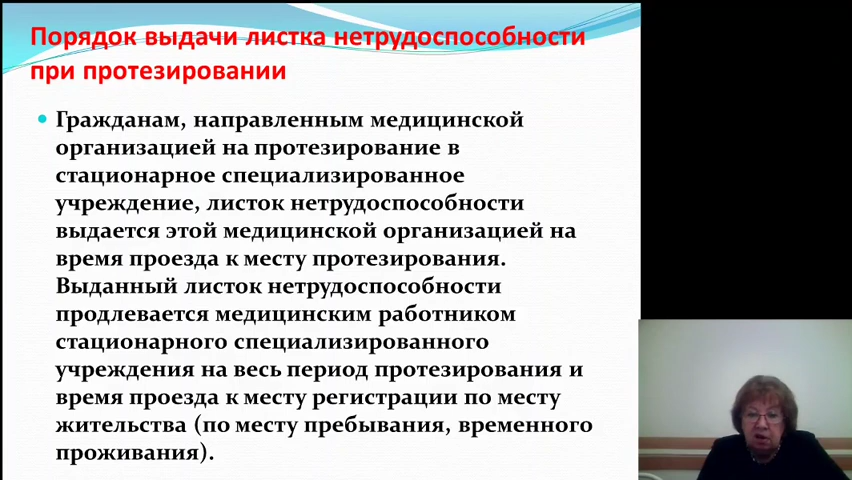 Порядок выдачи листка нетрудоспособности
при протезировании
Гражданам, направленным медицинской
организацией на протезирование в
стационарное специализированное
учреждение, листок нетрудоспособности
выдается этой медицинской организацией на
время проезда к месту протезирования.
Выданный листок нетрудоспособности
продлевается медицинским работником
стационарного специализированного
учреждения на весь период протезирования и
время проезда к месту регистрации по месту
жительства (по месту пребывания, временного
проживания).